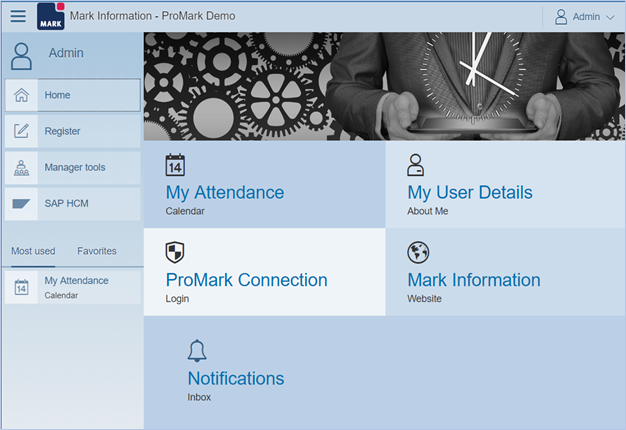 MARK
Mark Information - ProMark Demo
Admin
Admin
Home
Register
Manager tools
SAP HCM
Most used
Favorites
14
My Attendance
Calendar
14
My Attendance
Calendar
My User Details
About Me
ProMark Connection
Login
Mark Information
Website
Notifications
Inbox